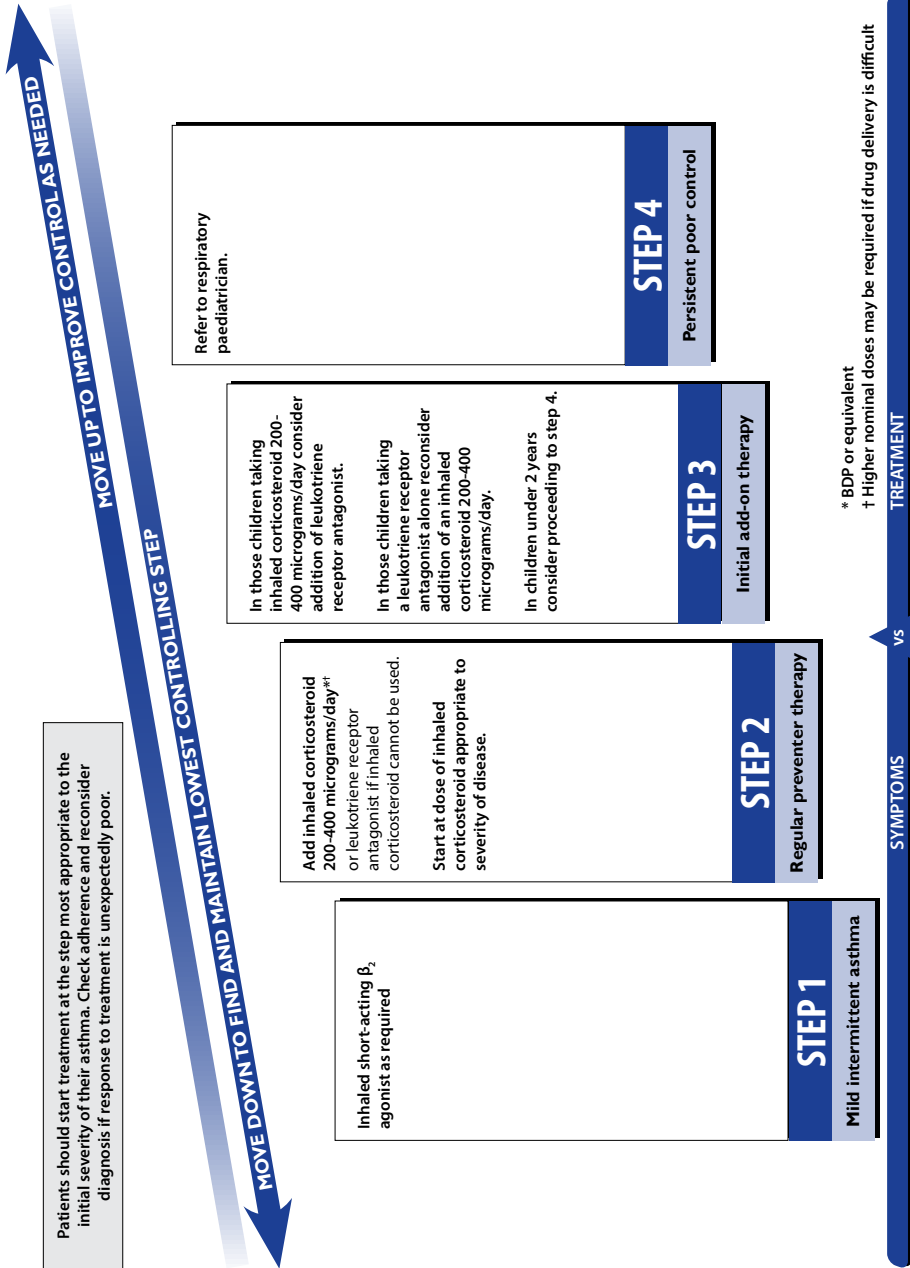 Patients should start treatment at the step most appropriate to the
initial severity of their asthma. Check adherence and reconsider
diagnosis if response to treatment is unexpectedly poor.
MOVE UP TO IMPROVE CONTROL AS NEEDED
MOVE DOWN TO FIND AND MAINTAIN LOWEST CONTROLLING STEP
Inhaled short-acting β₂
agonist as required
STEP 1
Mild intermittent asthma
Add inhaled corticosteroid
200-400 micrograms/day*†
or leukotriene receptor
antagonist if inhaled
corticosteroid cannot be used.
Start at dose of inhaled
corticosteroid appropriate to
severity of disease.
STEP 2
Regular preventer therapy
In those children taking
inhaled corticosteroid 200-
400 micrograms/day consider
addition of leukotriene
receptor antagonist.
In those children taking
a leukotriene receptor
antagonist alone reconsider
addition of an inhaled
corticosteroid 200-400
micrograms/day.
In children under 2 years
consider proceeding to step 4.
STEP 3
Initial add-on therapy
Refer to respiratory
paediatrician.
STEP 4
Persistent poor control
* BDP or equivalent
† Higher nominal doses may be required if drug delivery is difficult
SYMPTOMS vs TREATMENT